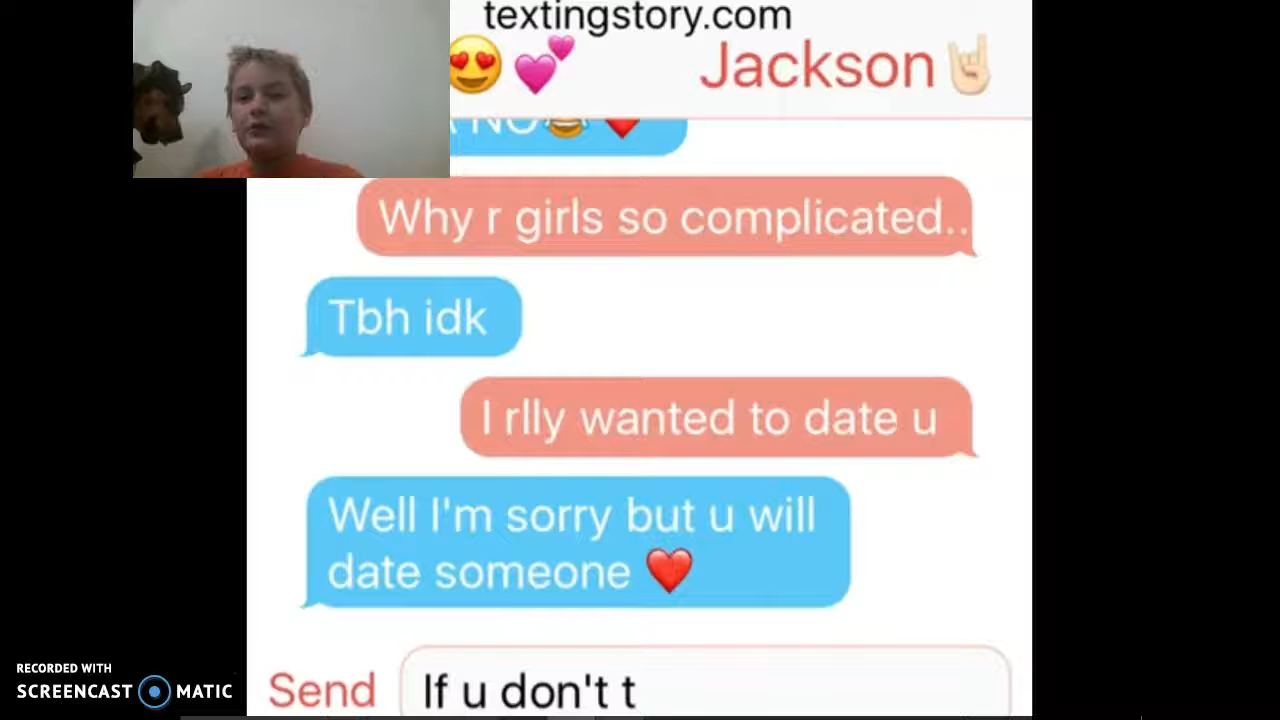 textingstory.com
😍 💕 Jackson 🤘🏻
NO😂 ❤️
Why r girls so complicated..
Tbh idk
I rlly wanted to date u
Well I'm sorry but u will
date someone ❤️
Send
If u don't t
RECORDED WITH
SCREENCAST MATIC